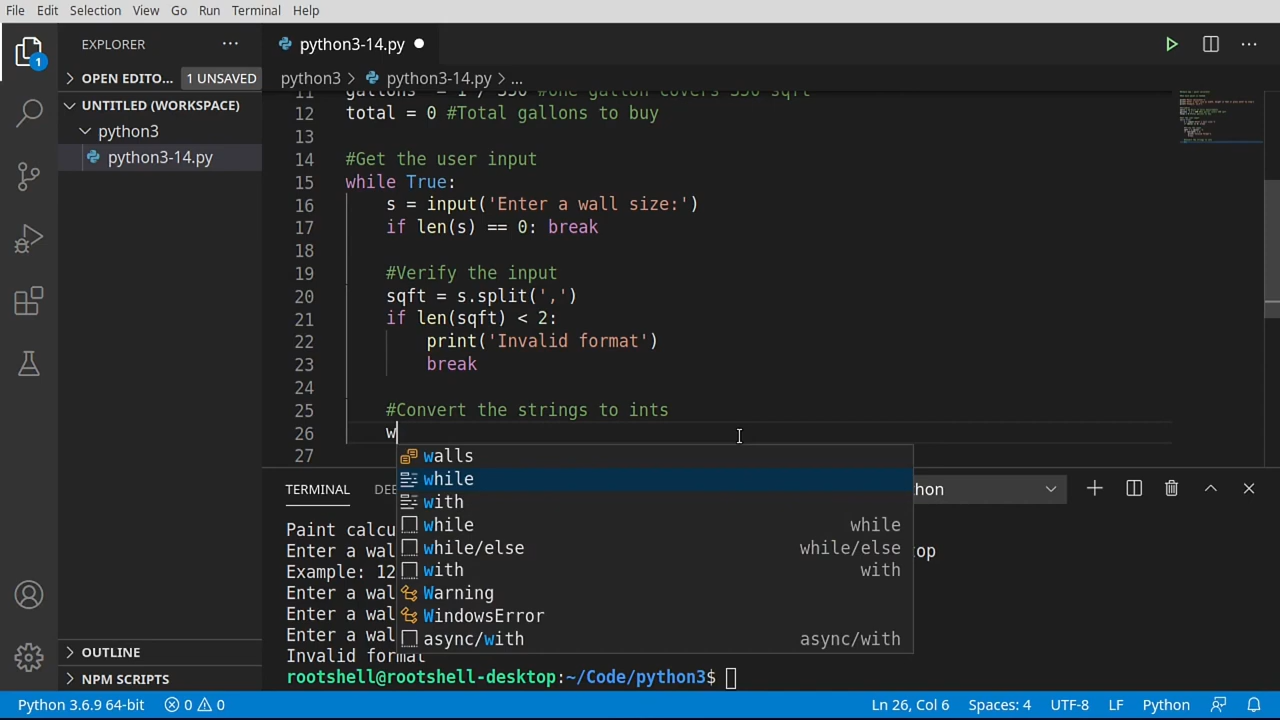 File Edit Selection View Go Run Terminal Help
EXPLORER
python3-14.py
OPEN EDITO... 1 UNSAVED
UNTITLED (WORKSPACE)
python3
python3-14.py
OUTLINE
NPM SCRIPTS
1
python3 > python3-14.py > ...
11 gallons = 1 / 350 #One gallon covers 350 sqft
12 total = 0 #Total gallons to buy
13
14 #Get the user input
15 while True:
16 s = input('Enter a wall size:')
17 if len(s) == 0: break
18
19 #Verify the input
20 sqft = s.split(',')
21 if len(sqft) < 2:
22 print('Invalid format')
23 break
24
25 #Convert the strings to ints
26 w
27
walls
while
with
while while
while/else while/else
with with
Warning
WindowsError
async/with async/with
TERMINAL DE hon
Paint calcu
Enter a wal op
Example: 12
Enter a wal
Enter a wal
Enter a wal
Invalid format
rootshell@rootshell-desktop:~/Code/python3$
Python 3.6.9 64-bit 0 0 Ln 26, Col 6 Spaces: 4 UTF-8 LF Python